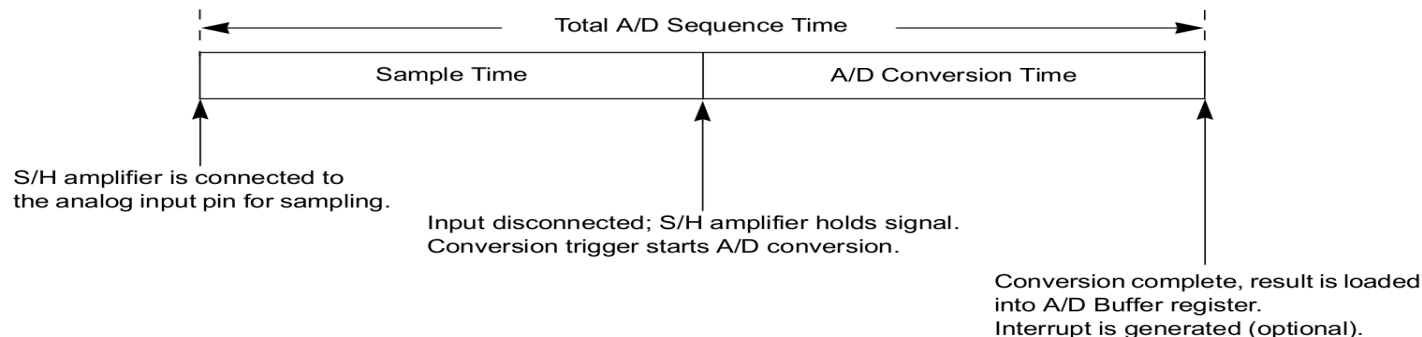 Total A/D Sequence Time
Sample Time
A/D Conversion Time
S/H amplifier is connected to
the analog input pin for sampling.
Input disconnected; S/H amplifier holds signal.
Conversion trigger starts A/D conversion.
Conversion complete, result is loaded
into A/D Buffer register.
Interrupt is generated (optional).